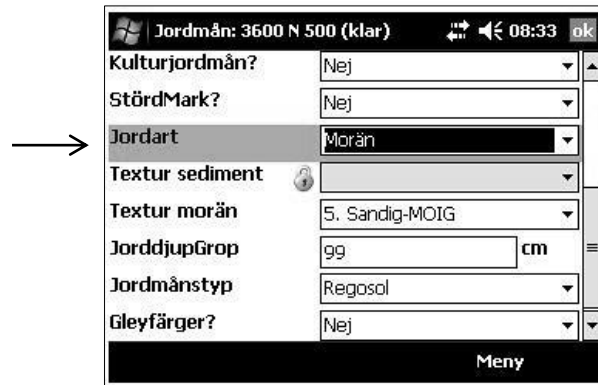 Jordmån: 3600 N 500 (klar) 08:33 ok
Kulturjordmån? Nej
StördMark? Nej
Jordart Morän
Textur sediment
Textur morän 5. Sandig-MOIG
JorddjupGrop 99 cm
Jordmånstyp Regosol
Gleyfärger? Nej
Meny